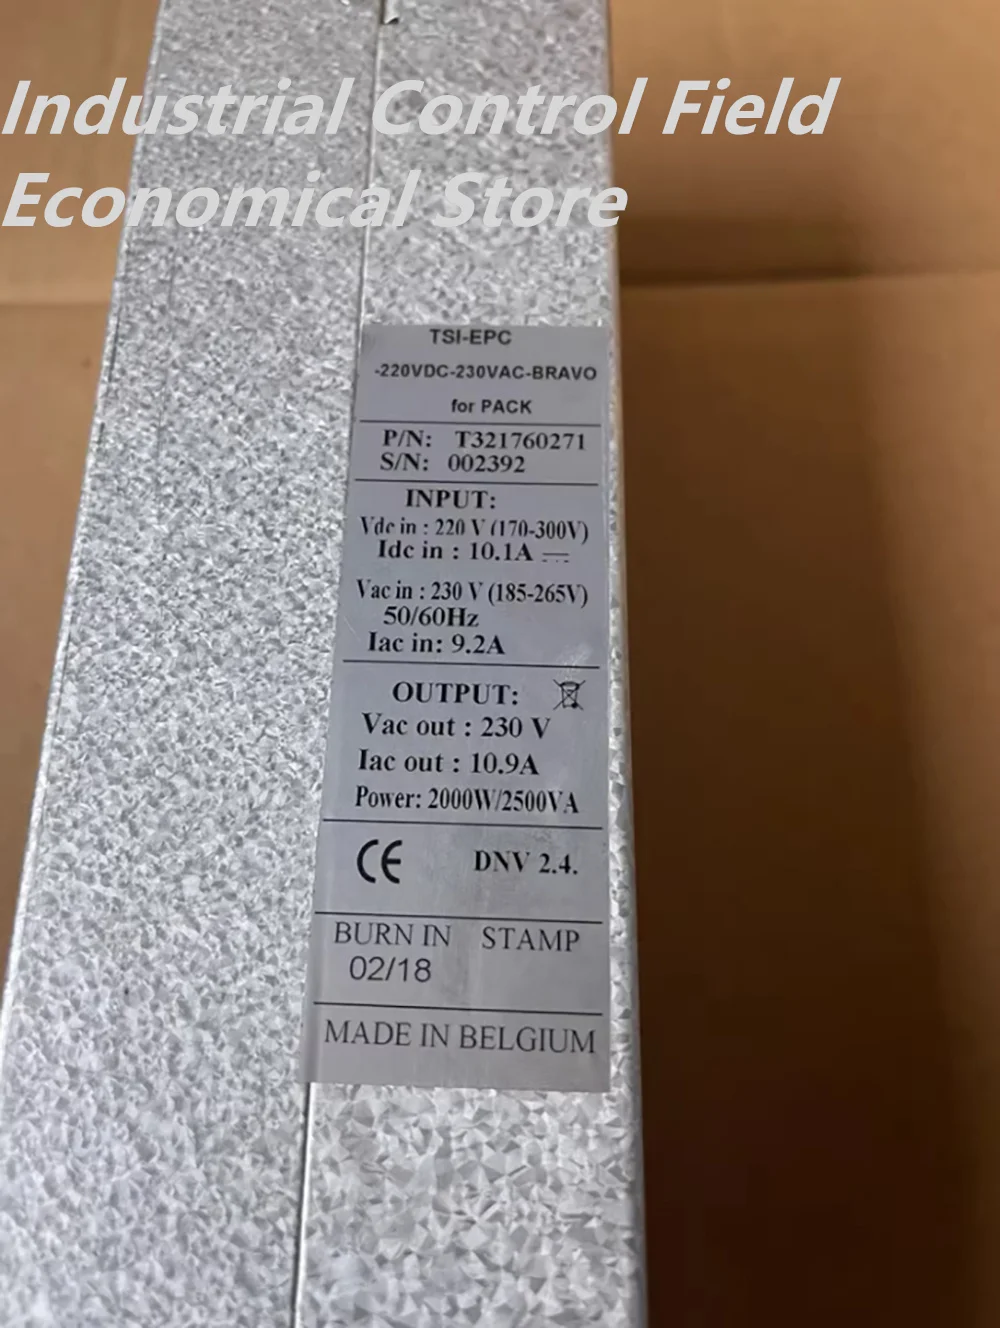 Industrial Control Field
Economical Store
TSI-EPC
-220VDC-230VAC-BRAVO
for PACK
P/N: T321760271
S/N: 002392
INPUT:
Vdc in : 220 V (170-300V)
Idc in : 10.1A
Vac in : 230 V (185-265V)
50/60Hz
Iac in: 9.2A
OUTPUT:
Vac out : 230 V
Iac out : 10.9A
Power: 2000W/2500VA
CE DNV 2.4.
BURN IN STAMP
02/18
MADE IN BELGIUM